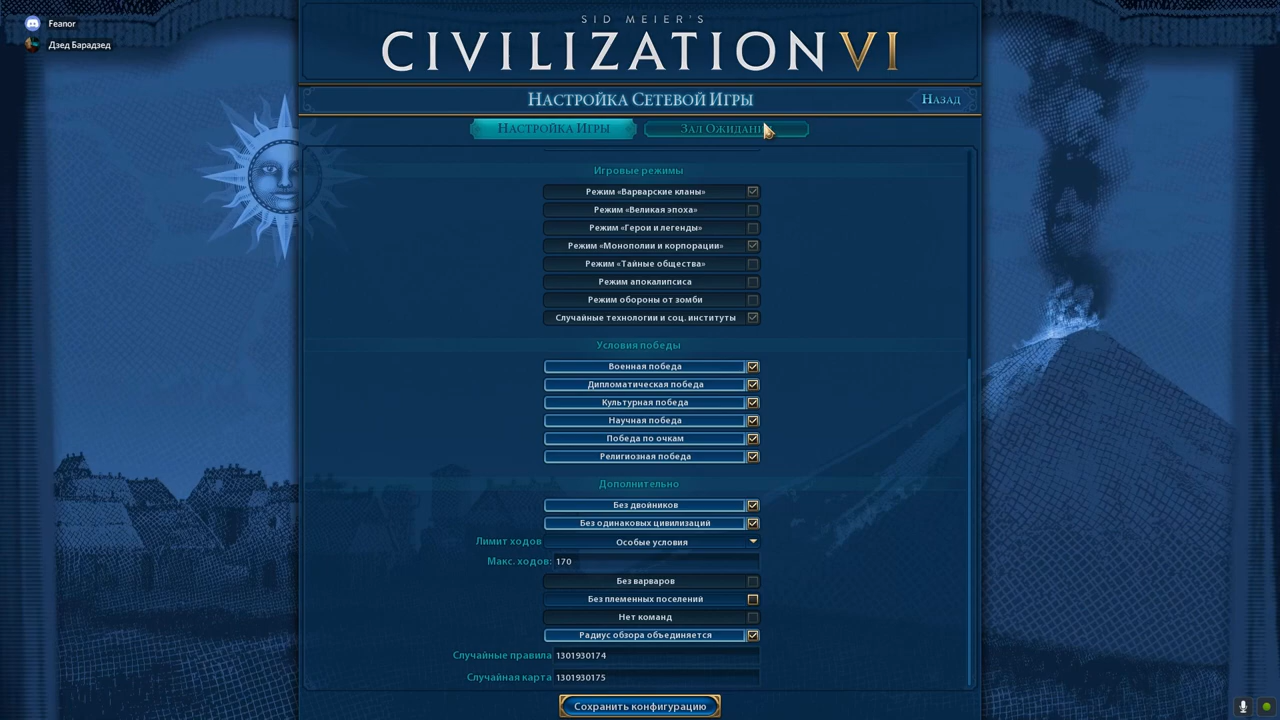 Feanor
Дзед Барадзед
SID MEIER'S
CIVILIZATION VI
Настройка Сетевой Игры
Назад
Настройка Игры
Зал Ожидани
Игровые режимы
Режим «Варварские кланы»
Режим «Великая эпоха»
Режим «Герои и легенды»
Режим «Монополии и корпорации»
Режим «Тайные общества»
Режим апокалипсиса
Режим обороны от зомби
Случайные технологии и соц. институты
Условия победы
Военная победа
Дипломатическая победа
Культурная победа
Научная победа
Победа по очкам
Религиозная победа
Дополнительно
Без двойников
Без одинаковых цивилизаций
Лимит ходов Особые условия
Макс. ходов: 170
Без варваров
Без племенных поселений
Нет команд
Радиус обзора объединяется
Случайные правила 1301930174
Случайная карта 1301930175
Сохранить конфигурацию